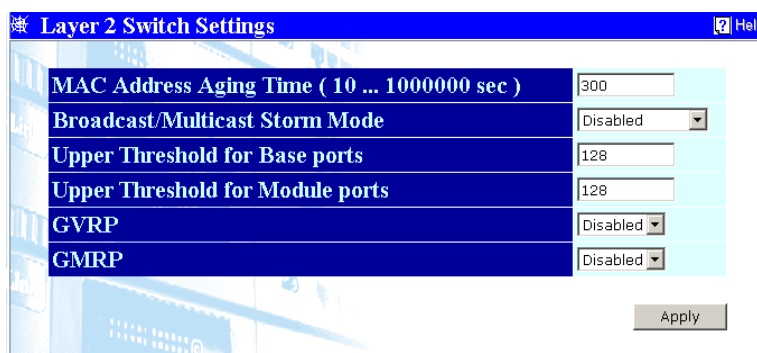 Layer 2 Switch Settings
? Hel
MAC Address Aging Time ( 10 ... 1000000 sec ) 300
Broadcast/Multicast Storm Mode Disabled
Upper Threshold for Base ports 128
Upper Threshold for Module ports 128
GVRP Disabled
GMRP Disabled
Apply